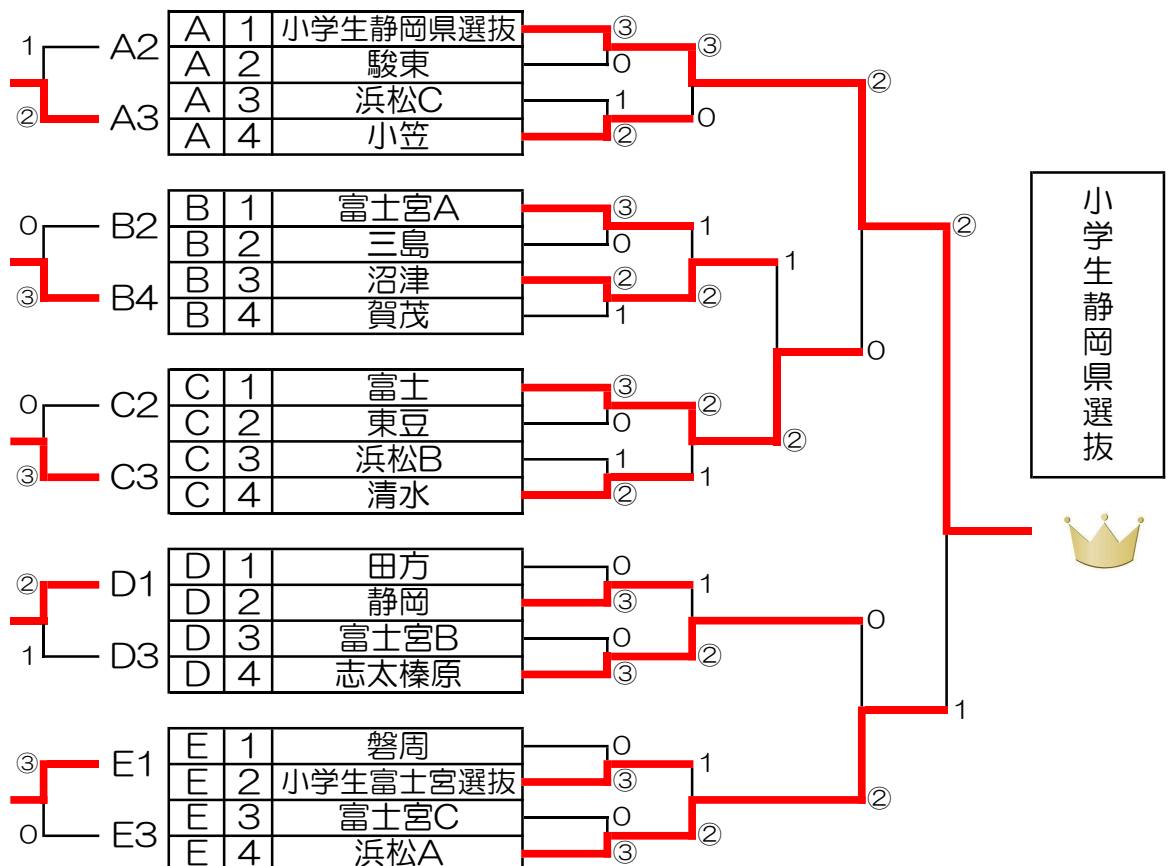 1 A2
② A3
A 1 小学生静岡県選抜 ③
A 2 駿東 0
A 3 浜松C 1
A 4 小笠 ②
③
0
②
0 B2
③ B4
B 1 富士宮A ③
B 2 三島 0
B 3 沼津 ②
B 4 賀茂 1
1
②
1
0 C2
③ C3
C 1 富士 ③
C 2 東豆 0
C 3 浜松B 1
C 4 清水 ②
②
1
②
0
②
② D1
1 D3
D 1 田方 0
D 2 静岡 ③
D 3 富士宮B 0
D 4 志太榛原 ③
1
②
0
③ E1
0 E3
E 1 磐周 0
E 2 小学生富士宮選抜 ③
E 3 富士宮C 0
E 4 浜松A ③
1
②
②
1
小学生静岡県選抜